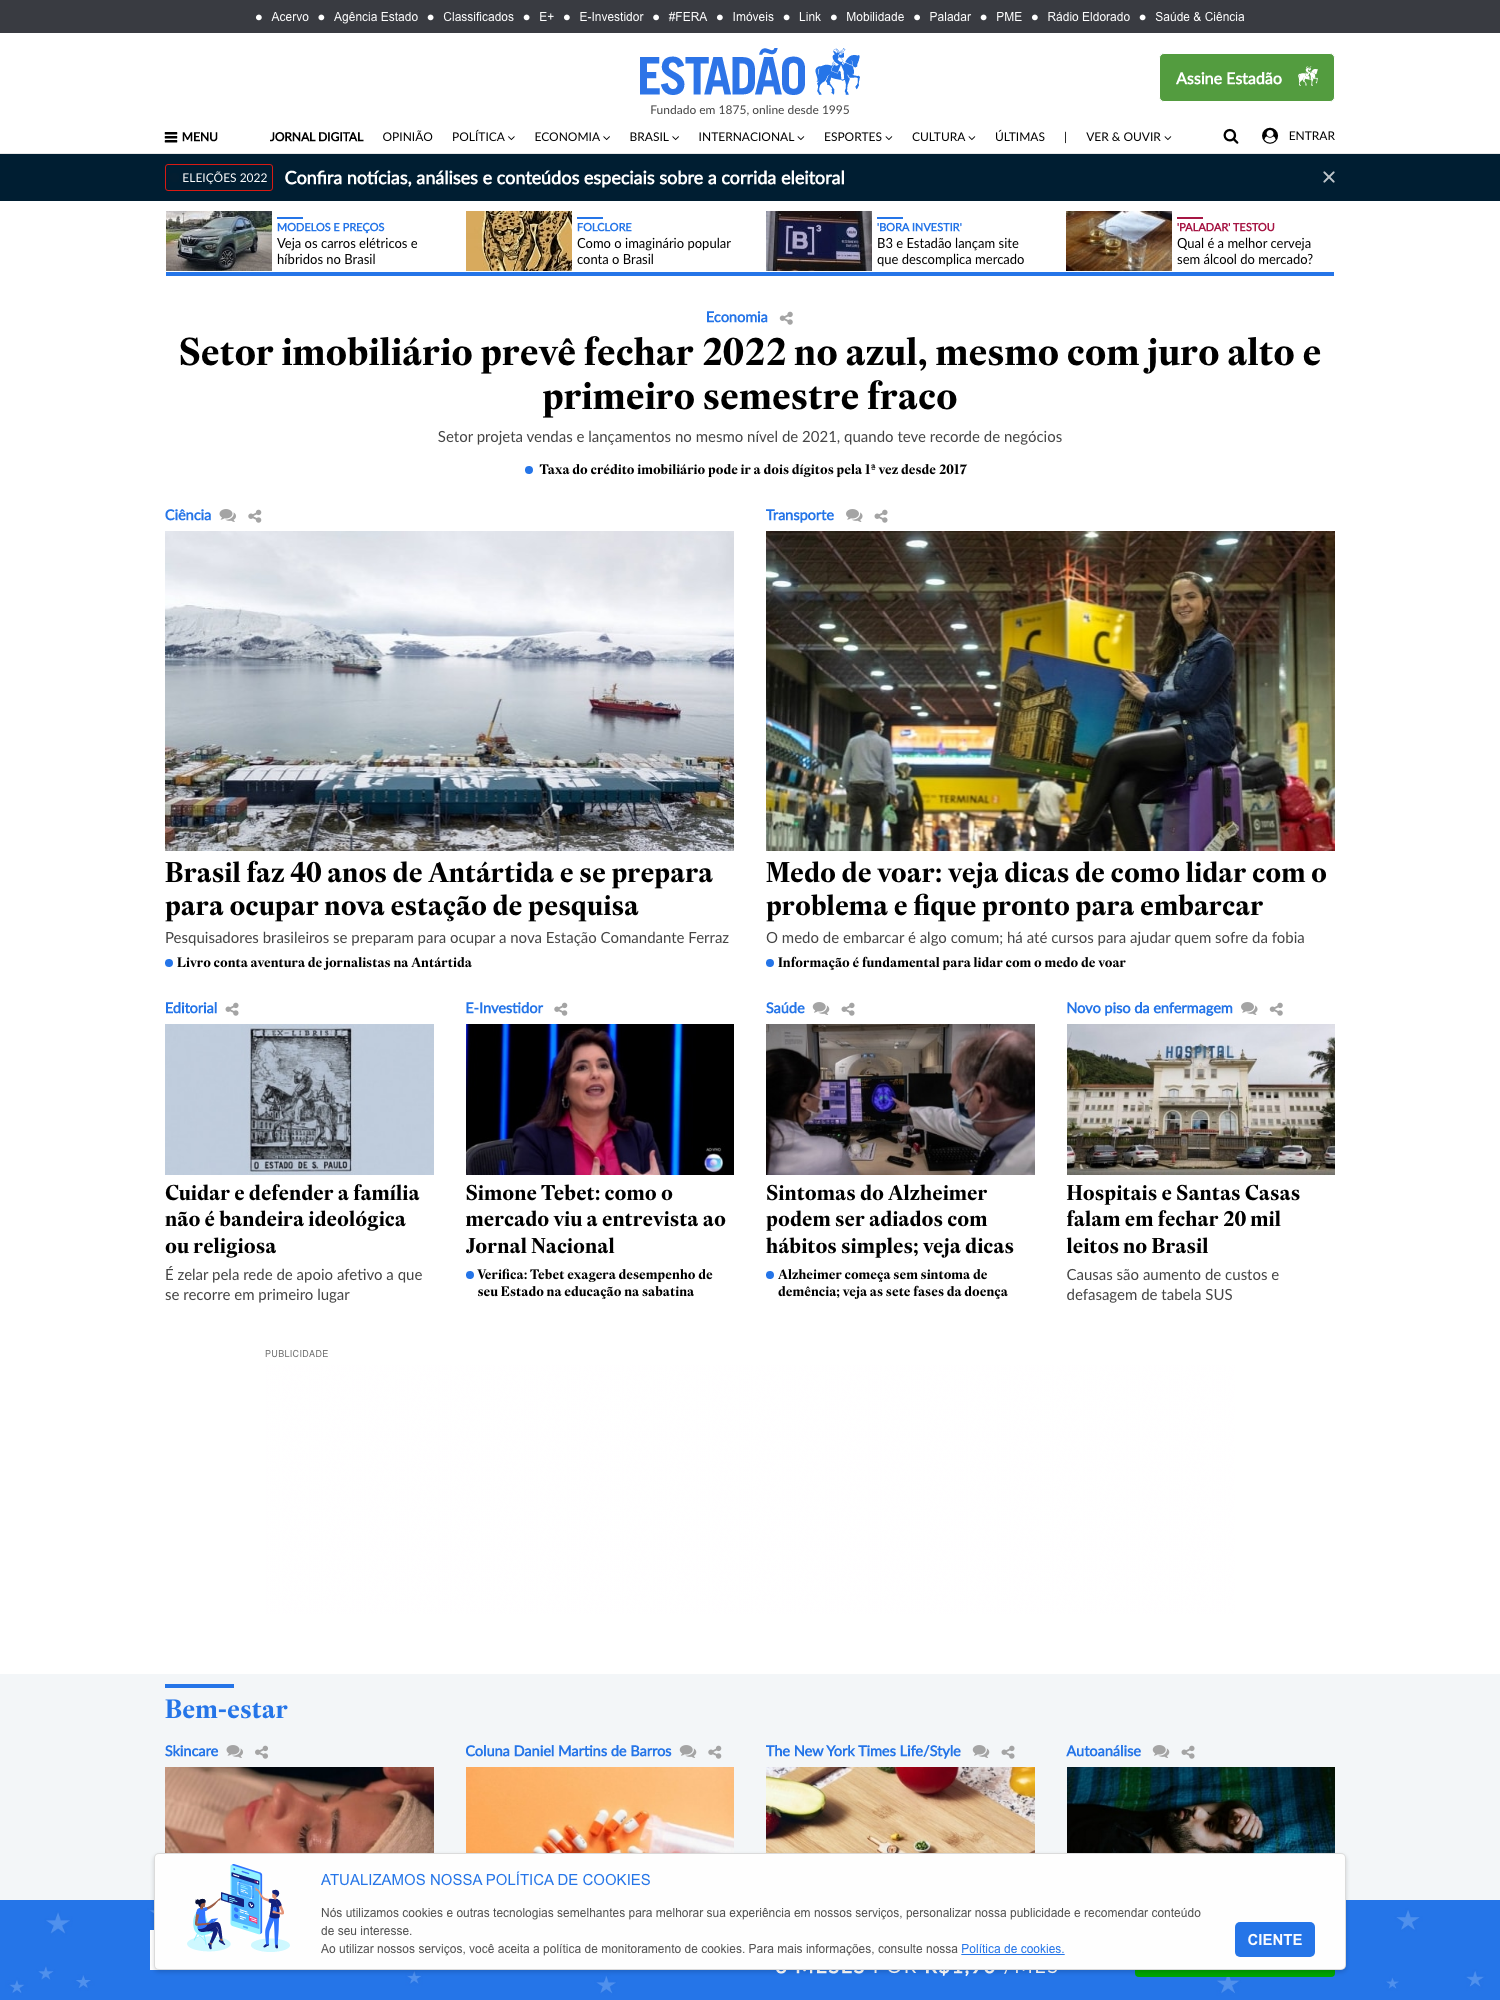 Acervo
Agência Estado
Classificados
E+
E-Investidor
#FERA
Imóveis
Link
Mobilidade
Paladar
PME
Rádio Eldorado
Saúde & Ciência
ESTADÃO
Fundado em 1875, online desde 1995
Assine Estadão
MENU
JORNAL DIGITAL
OPINIÃO
POLÍTICA
ECONOMIA
BRASIL
INTERNACIONAL
ESPORTES
CULTURA
ÚLTIMAS
|
VER & OUVIR
ENTRAR
ELEIÇÕES 2022
Confira notícias, análises e conteúdos especiais sobre a corrida eleitoral
MODELOS E PREÇOS
Veja os carros elétricos e
híbridos no Brasil
FOLCLORE
Como o imaginário popular
conta o Brasil
[B]³
'BORA INVESTIR'
B3 e Estadão lançam site
que descomplica mercado
'PALADAR' TESTOU
Qual é a melhor cerveja
sem álcool do mercado?
Economia
Setor imobiliário prevê fechar 2022 no azul, mesmo com juro alto e
primeiro semestre fraco
Setor projeta vendas e lançamentos no mesmo nível de 2021, quando teve recorde de negócios
Taxa do crédito imobiliário pode ir a dois dígitos pela 1ª vez desde 2017
Ciência
Brasil faz 40 anos de Antártida e se prepara
para ocupar nova estação de pesquisa
Pesquisadores brasileiros se preparam para ocupar a nova Estação Comandante Ferraz
Livro conta aventura de jornalistas na Antártida
Transporte
C
C
TERMINAL 2
Medo de voar: veja dicas de como lidar com o
problema e fique pronto para embarcar
O medo de embarcar é algo comum; há até cursos para ajudar quem sofre da fobia
Informação é fundamental para lidar com o medo de voar
Editorial
EX-LIBRIS
O ESTADO DE S. PAULO
Cuidar e defender a família
não é bandeira ideológica
ou religiosa
É zelar pela rede de apoio afetivo a que
se recorre em primeiro lugar
E-Investidor
Simone Tebet: como o
mercado viu a entrevista ao
Jornal Nacional
Verifica: Tebet exagera desempenho de
seu Estado na educação na sabatina
Saúde
Sintomas do Alzheimer
podem ser adiados com
hábitos simples; veja dicas
Alzheimer começa sem sintoma de
demência; veja as sete fases da doença
Novo piso da enfermagem
HOSPITAL
Hospitais e Santas Casas
falam em fechar 20 mil
leitos no Brasil
Causas são aumento de custos e
defasagem de tabela SUS
PUBLICIDADE
Bem-estar
Skincare
Coluna Daniel Martins de Barros
The New York Times Life/Style
Autoanálise
ATUALIZAMOS NOSSA POLÍTICA DE COOKIES
Nós utilizamos cookies e outras tecnologias semelhantes para melhorar sua experiência em nossos serviços, personalizar nossa publicidade e recomendar conteúdo
de seu interesse.
Ao utilizar nossos serviços, você aceita a política de monitoramento de cookies. Para mais informações, consulte nossa Política de cookies.
CIENTE